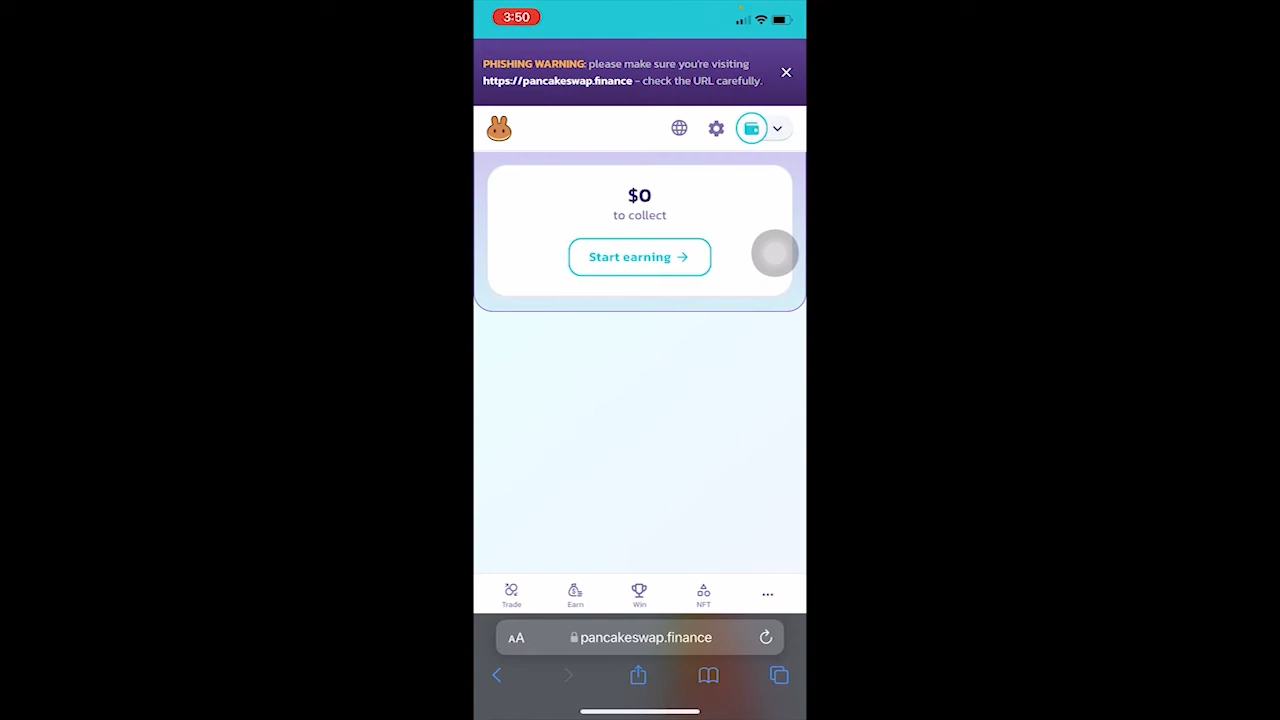 3:50
PHISHING WARNING: please make sure you're visiting
https://pancakeswap.finance - check the URL carefully.
$0
to collect
Start earning
Trade
Earn
Win
NFT
AA
pancakeswap.finance